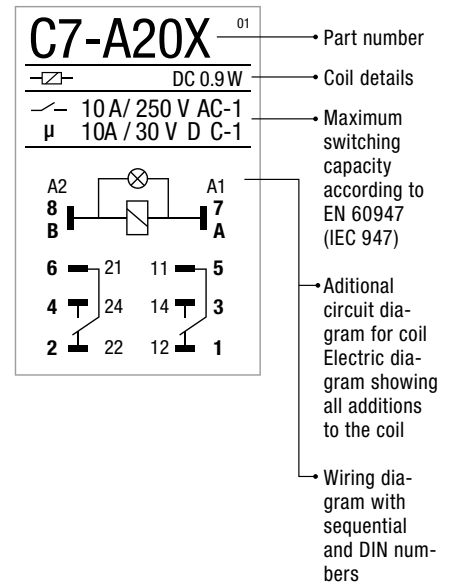 C7-A20X 01
DC 0.9 W
10 A/ 250 V AC-1
µ 10A / 30 V D C-1
A2 A1
8 7
B A
6 21 11 5
4 24 14 3
2 22 12 1
Part number
Coil details
Maximum
switching
capacity
according to
EN 60947
(IEC 947)
Aditional
circuit dia-
gram for coil
Electric dia-
gram showing
all additions
to the coil
Wiring dia-
gram with
sequential
and DIN num-
bers